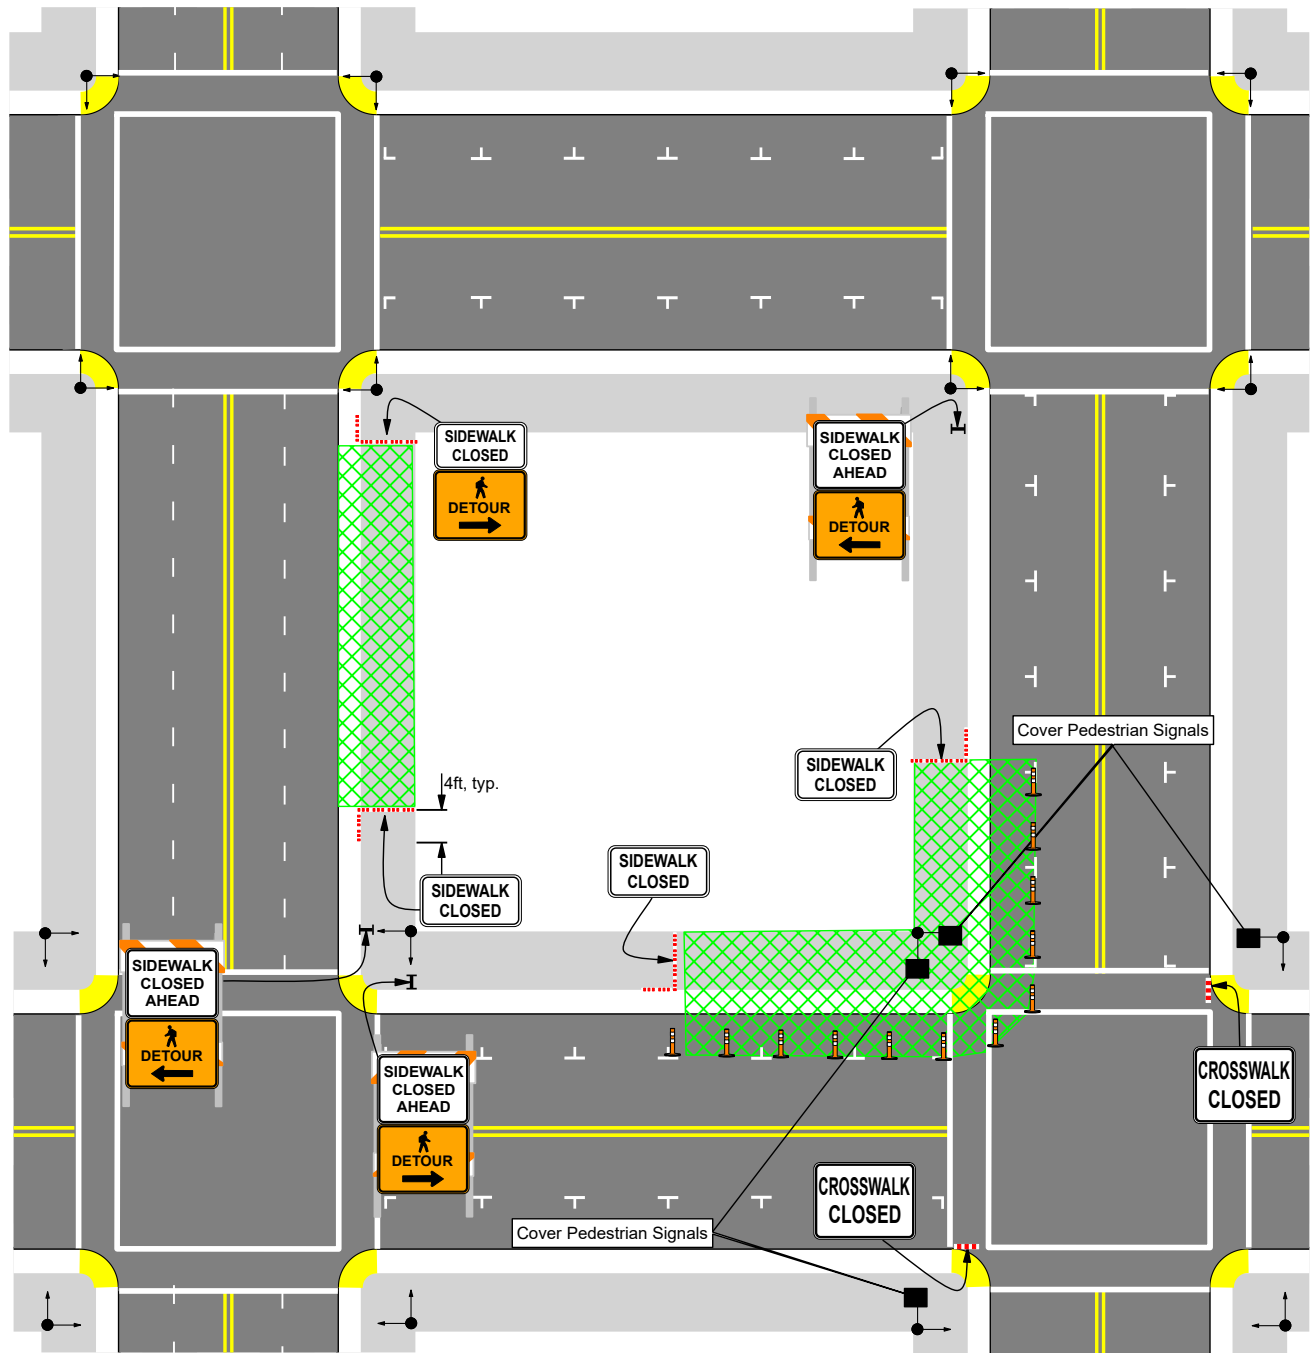 SIDEWALK
CLOSED
DETOUR
SIDEWALK
CLOSED
AHEAD
DETOUR
Cover Pedestrian Signals
SIDEWALK
CLOSED
4ft, typ.
SIDEWALK
CLOSED
SIDEWALK
CLOSED
SIDEWALK
CLOSED
AHEAD
DETOUR
SIDEWALK
CLOSED
AHEAD
DETOUR
CROSSWALK
CLOSED
CROSSWALK
CLOSED
Cover Pedestrian Signals